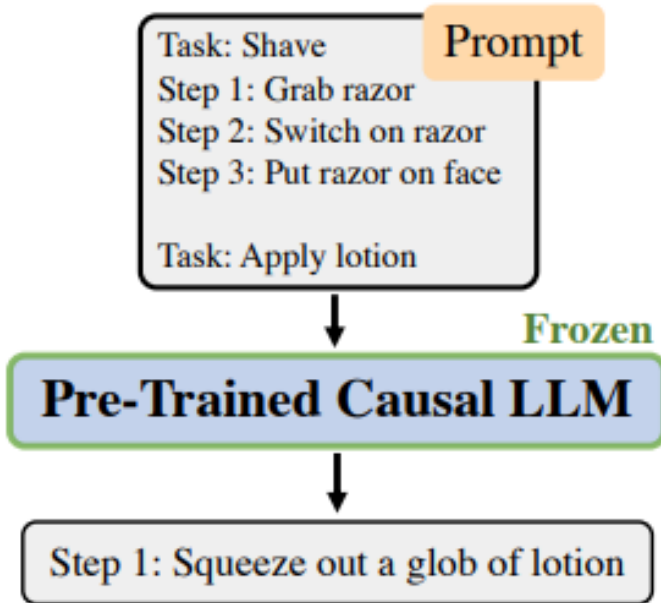 Prompt
Task: Shave
Step 1: Grab razor
Step 2: Switch on razor
Step 3: Put razor on face
Task: Apply lotion
Frozen
Pre-Trained Causal LLM
Step 1: Squeeze out a glob of lotion